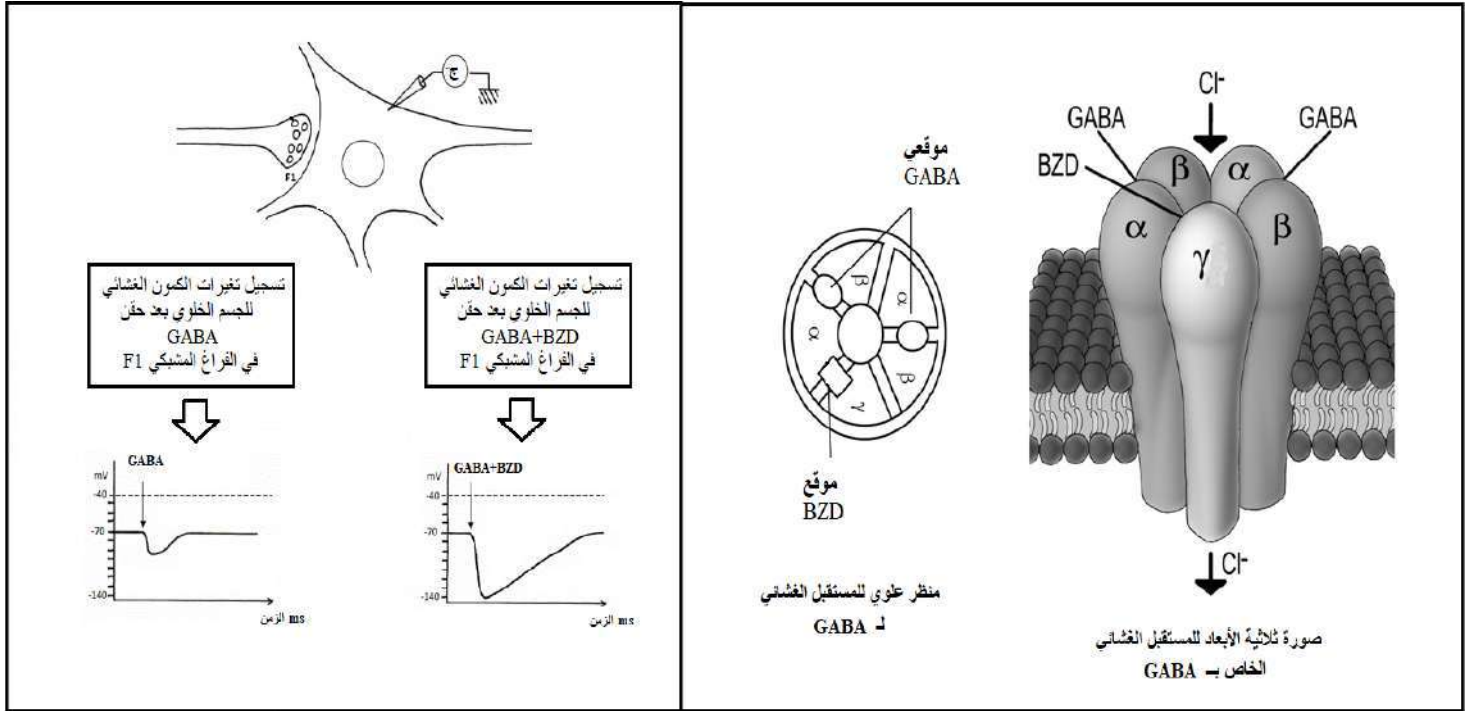 ج
F1
تسجيل تغيرات الكمون الغشائي
للجسم الخلوي بعد حقن
GABA
في الفراغ المشبكي F1
تسجيل تغيرات الكمون الغشائي
للجسم الخلوي بعد حقن
GABA+BZD
في الفراغ المشبكي F1
GABA
mV
-40
-70
-140
الزمن ms
GABA+BZD
mV
-40
-70
-140
الزمن ms
موقعي
GABA
β
α
α
β
γ
موقع
BZD
منظر علوي للمستقبل الغشائي
لـ GABA
Cl-
GABA
GABA
BZD
β
α
α
β
γ
Cl-
صورة ثلاثية الأبعاد للمستقبل الغشائي
الخاص بــ GABA